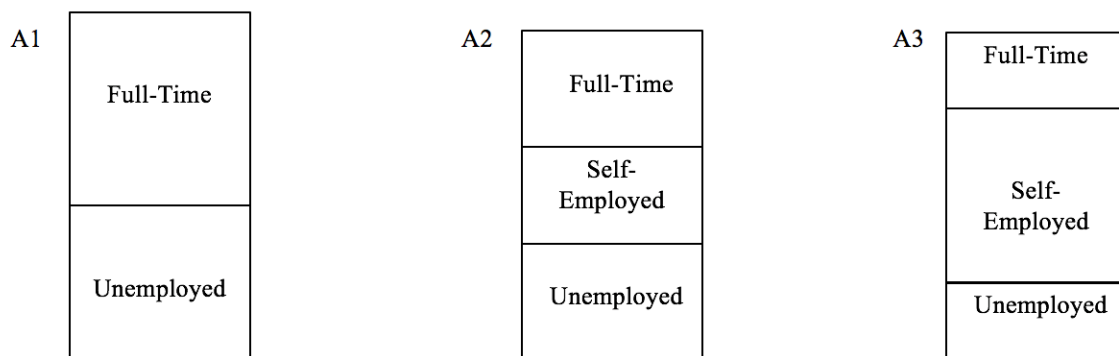 A1
Full-Time
Unemployed
A2
Full-Time
Self-
Employed
Unemployed
A3
Full-Time
Self-
Employed
Unemployed